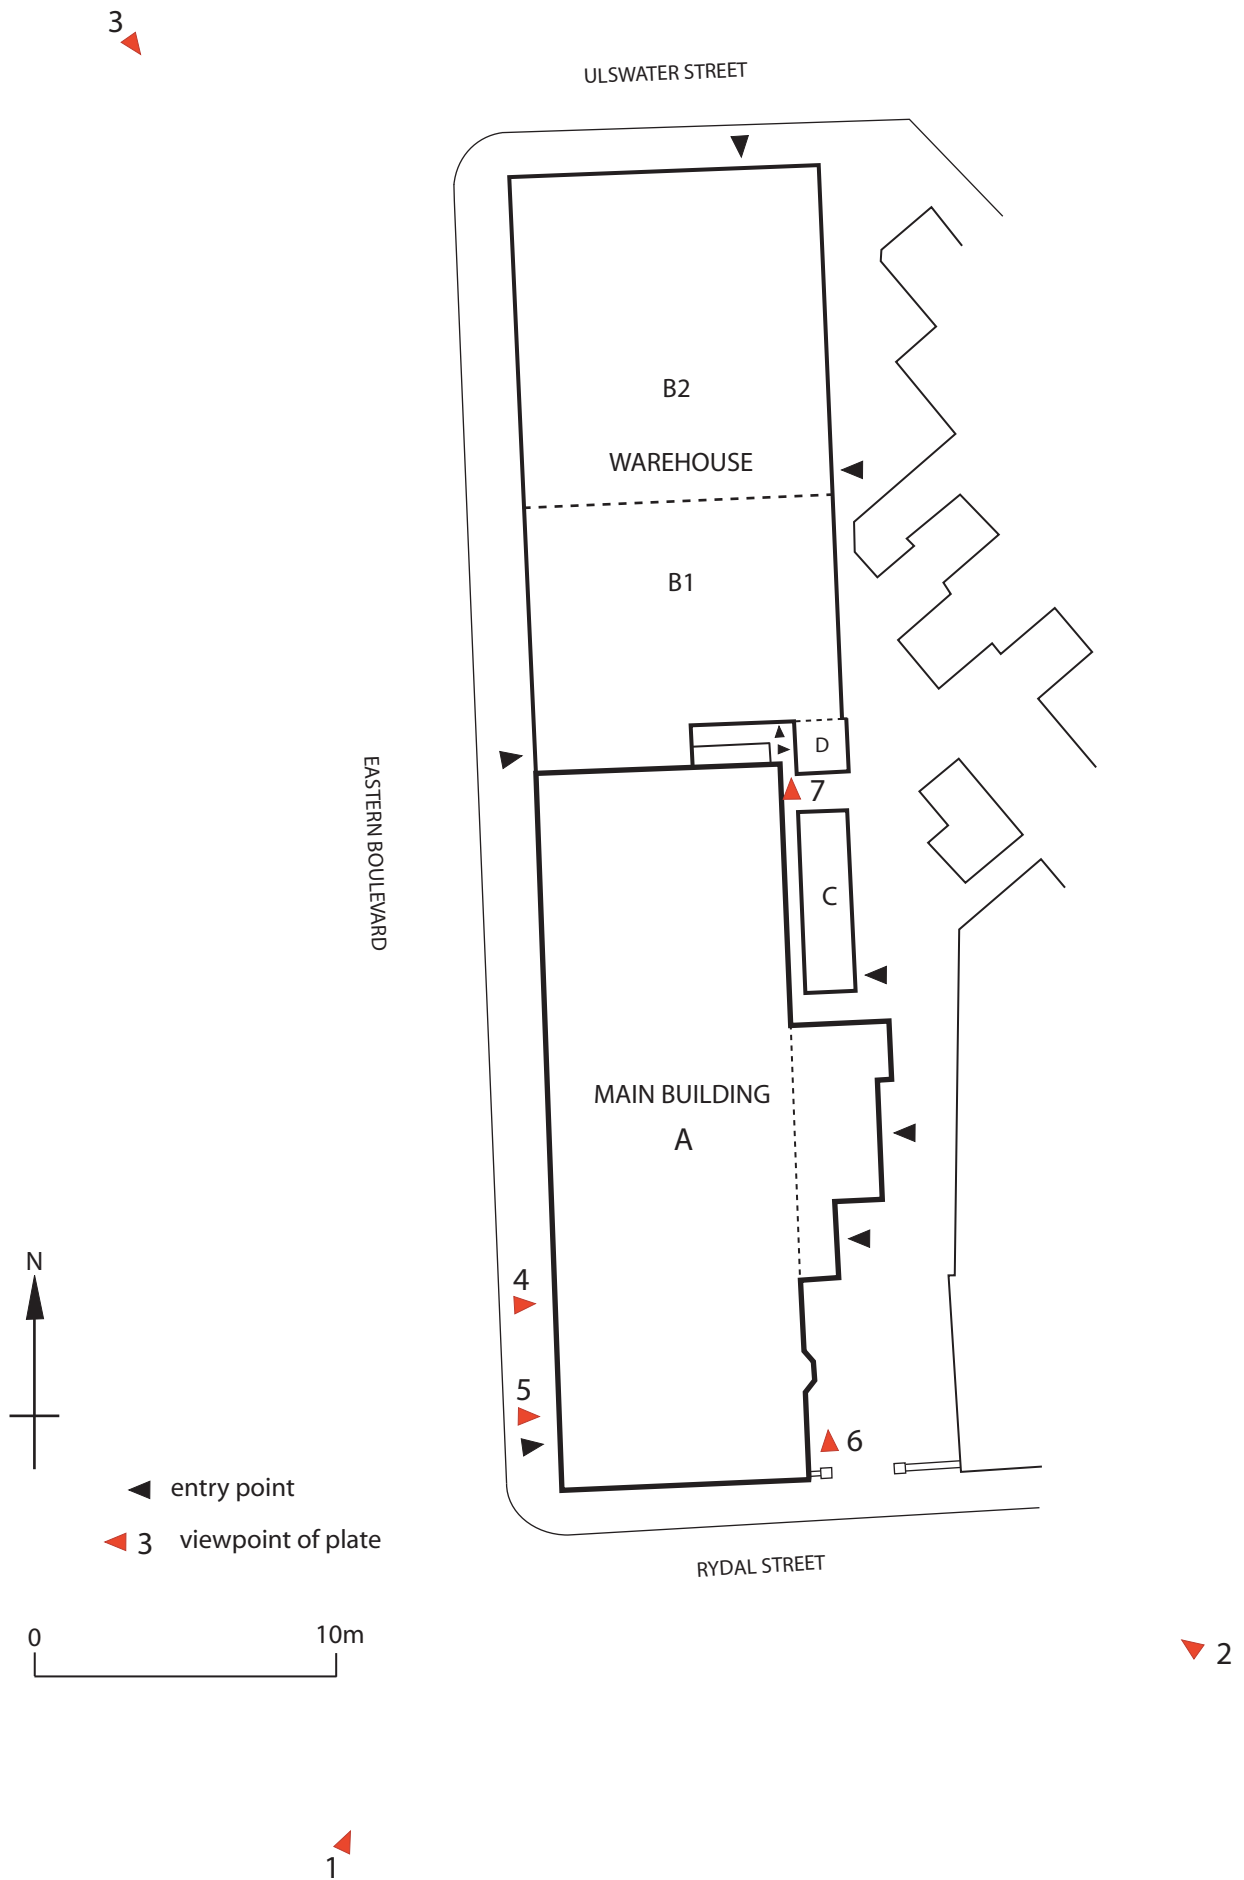 3
ULSWATER STREET
B2
WAREHOUSE
B1
D
7
EASTERN BOULEVARD
C
MAIN BUILDING
A
N
4
5
6
entry point
3 viewpoint of plate
RYDAL STREET
0 10m
2
1